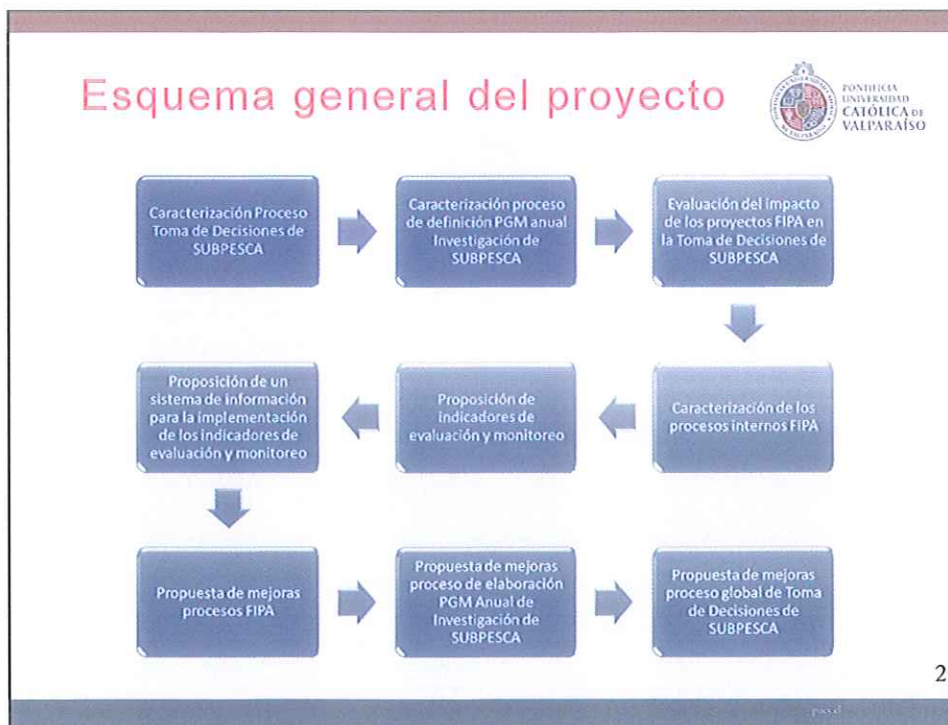 Esquema general del proyecto
PONTIFICIA
UNIVERSIDAD
CATÓLICA DE
VALPARAÍSO
Caracterización Proceso
Toma de Decisiones de
SUBPESCA
Caracterización proceso
de definición PGM anual
Investigación de
SUBPESCA
Evaluación del impacto
de los proyectos FIPA en
la Toma de Decisiones de
SUBPESCA
Caracterización de los
procesos internos FIPA
Proposición de
indicadores de
evaluación y monitoreo
Proposición de un
sistema de información
para la implementación
de los indicadores de
evaluación y monitoreo
Propuesta de mejoras
procesos FIPA
Propuesta de mejoras
proceso de elaboración
PGM Anual de
Investigación de
SUBPESCA
Propuesta de mejoras
proceso global de Toma
de Decisiones de
SUBPESCA
2
pucv.cl